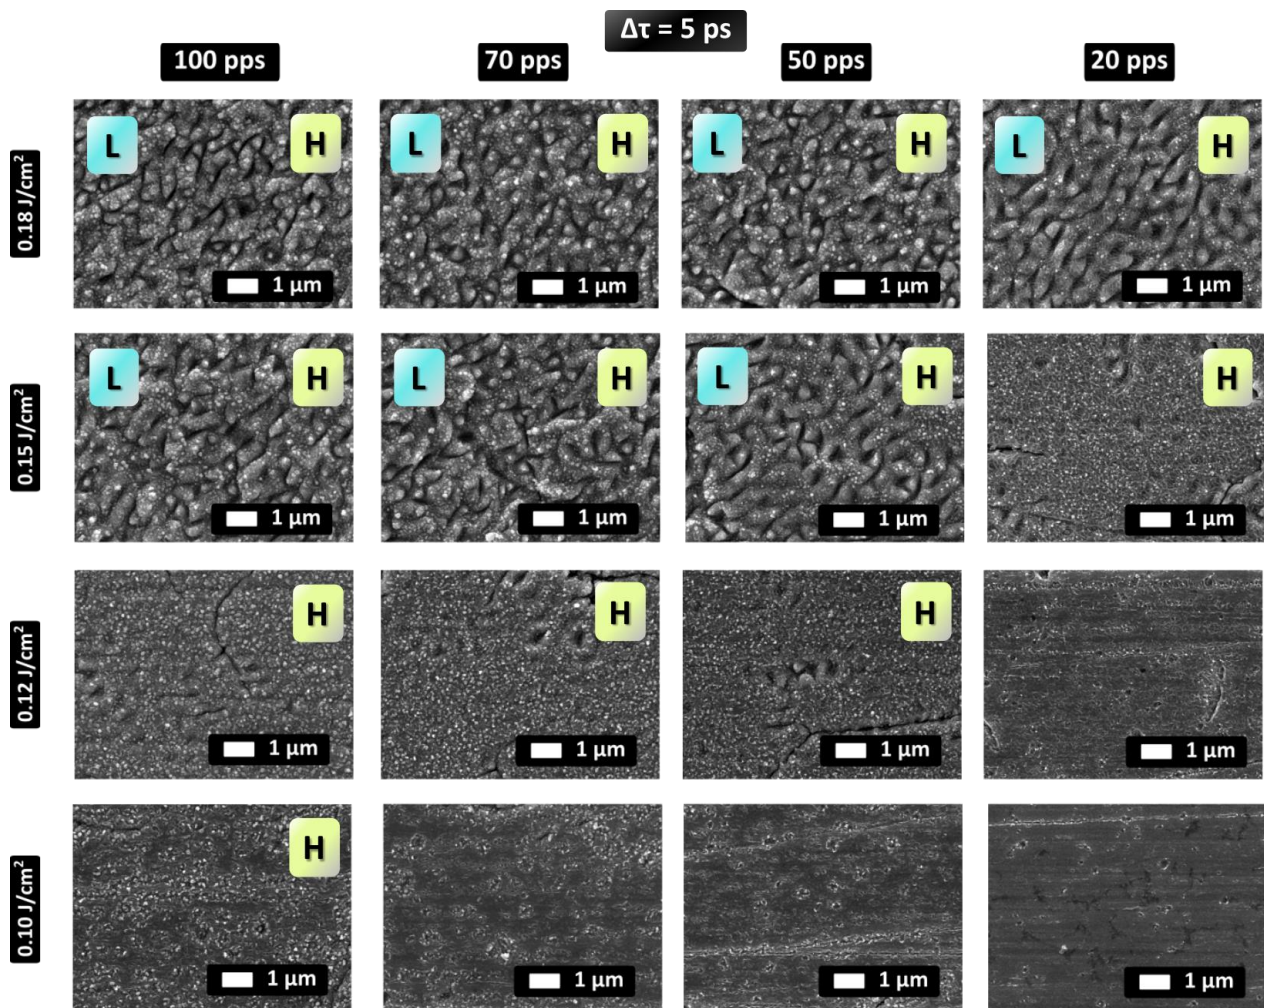 Δτ = 5 ps
100 pps 70 pps 50 pps 20 pps
0.18 J/cm²
L H L H L H L H
1 μm 1 μm 1 μm 1 μm
0.15 J/cm²
L H L H L H H
1 μm 1 μm 1 μm 1 μm
0.12 J/cm²
H H H
1 μm 1 μm 1 μm 1 μm
0.10 J/cm²
H
1 μm 1 μm 1 μm 1 μm